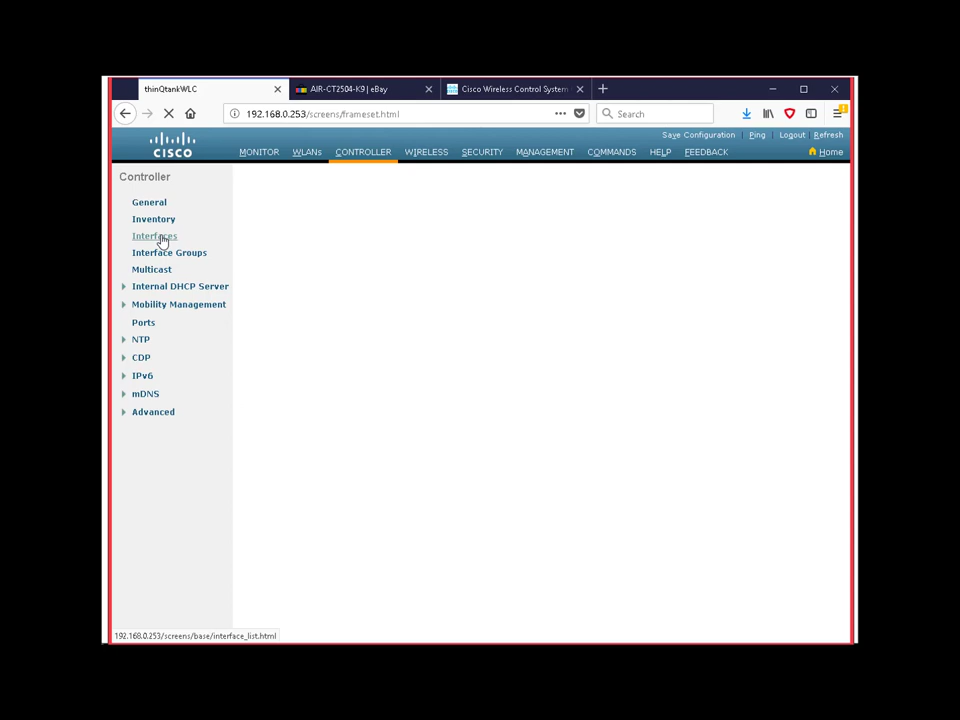 thinQtankWLC
AIR-CT2504-K9 | eBay
Cisco Wireless Control System
192.168.0.253/screens/frameset.html
Search
Save Configuration | Ping | Logout | Refresh
CISCO
MONITOR WLANs CONTROLLER WIRELESS SECURITY MANAGEMENT COMMANDS HELP FEEDBACK
Home
Controller
General
Inventory
Interfaces
Interface Groups
Multicast
Internal DHCP Server
Mobility Management
Ports
NTP
CDP
IPv6
mDNS
Advanced
192.168.0.253/screens/base/interface_list.html